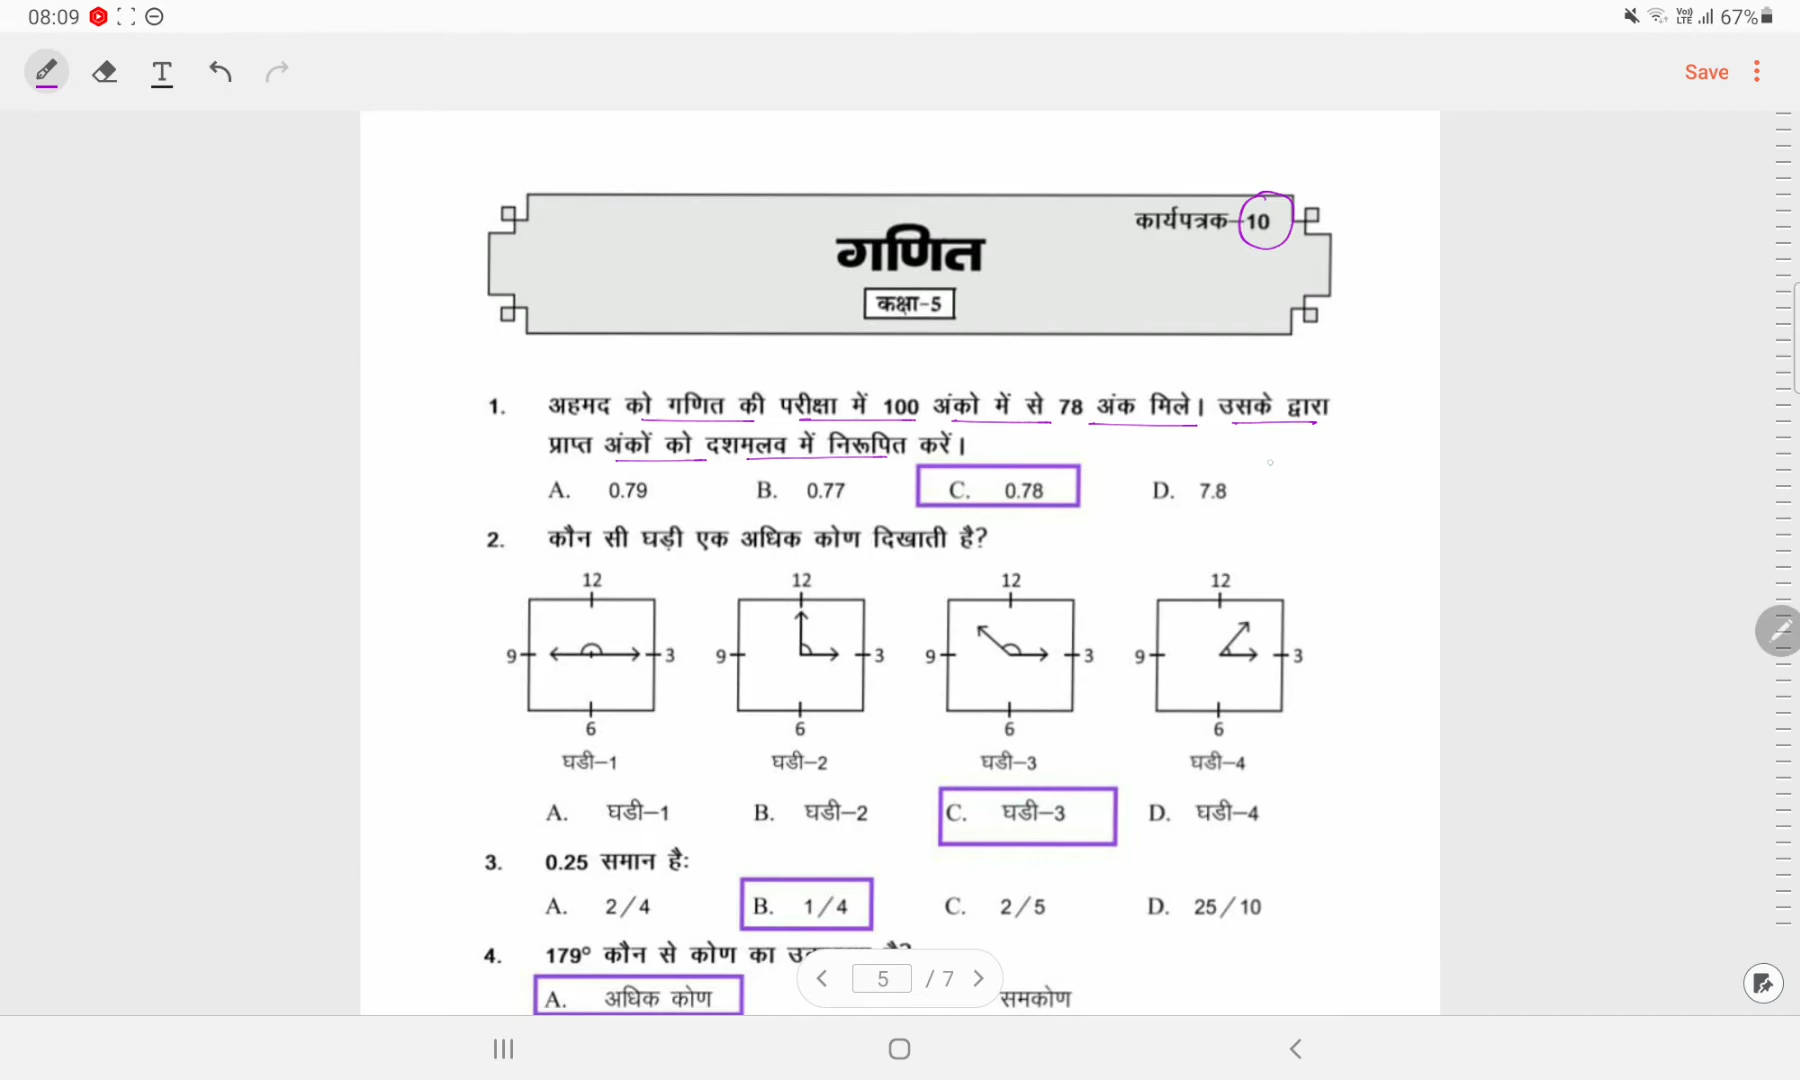 08:09
Vo)) LTE 67%
T Save
कार्यपत्रक–10
गणित
कक्षा-5
1. अहमद को गणित की परीक्षा में 100 अंको में से 78 अंक मिले। उसके द्वारा
प्राप्त अंकों को दशमलव में निरूपित करें।
A. 0.79 B. 0.77 C. 0.78 D. 7.8
2. कौन सी घड़ी एक अधिक कोण दिखाती है?
12 12 12 12
9 3 9 3 9 3 9 3
6 6 6 6
घडी–1 घडी–2 घडी–3 घडी–4
A. घडी–1 B. घडी–2 C. घडी–3 D. घडी–4
3. 0.25 समान है:
A. 2/4 B. 1/4 C. 2/5 D. 25/10
4. 179° कौन से कोण का
A. अधिक कोण समकोण
5 / 7